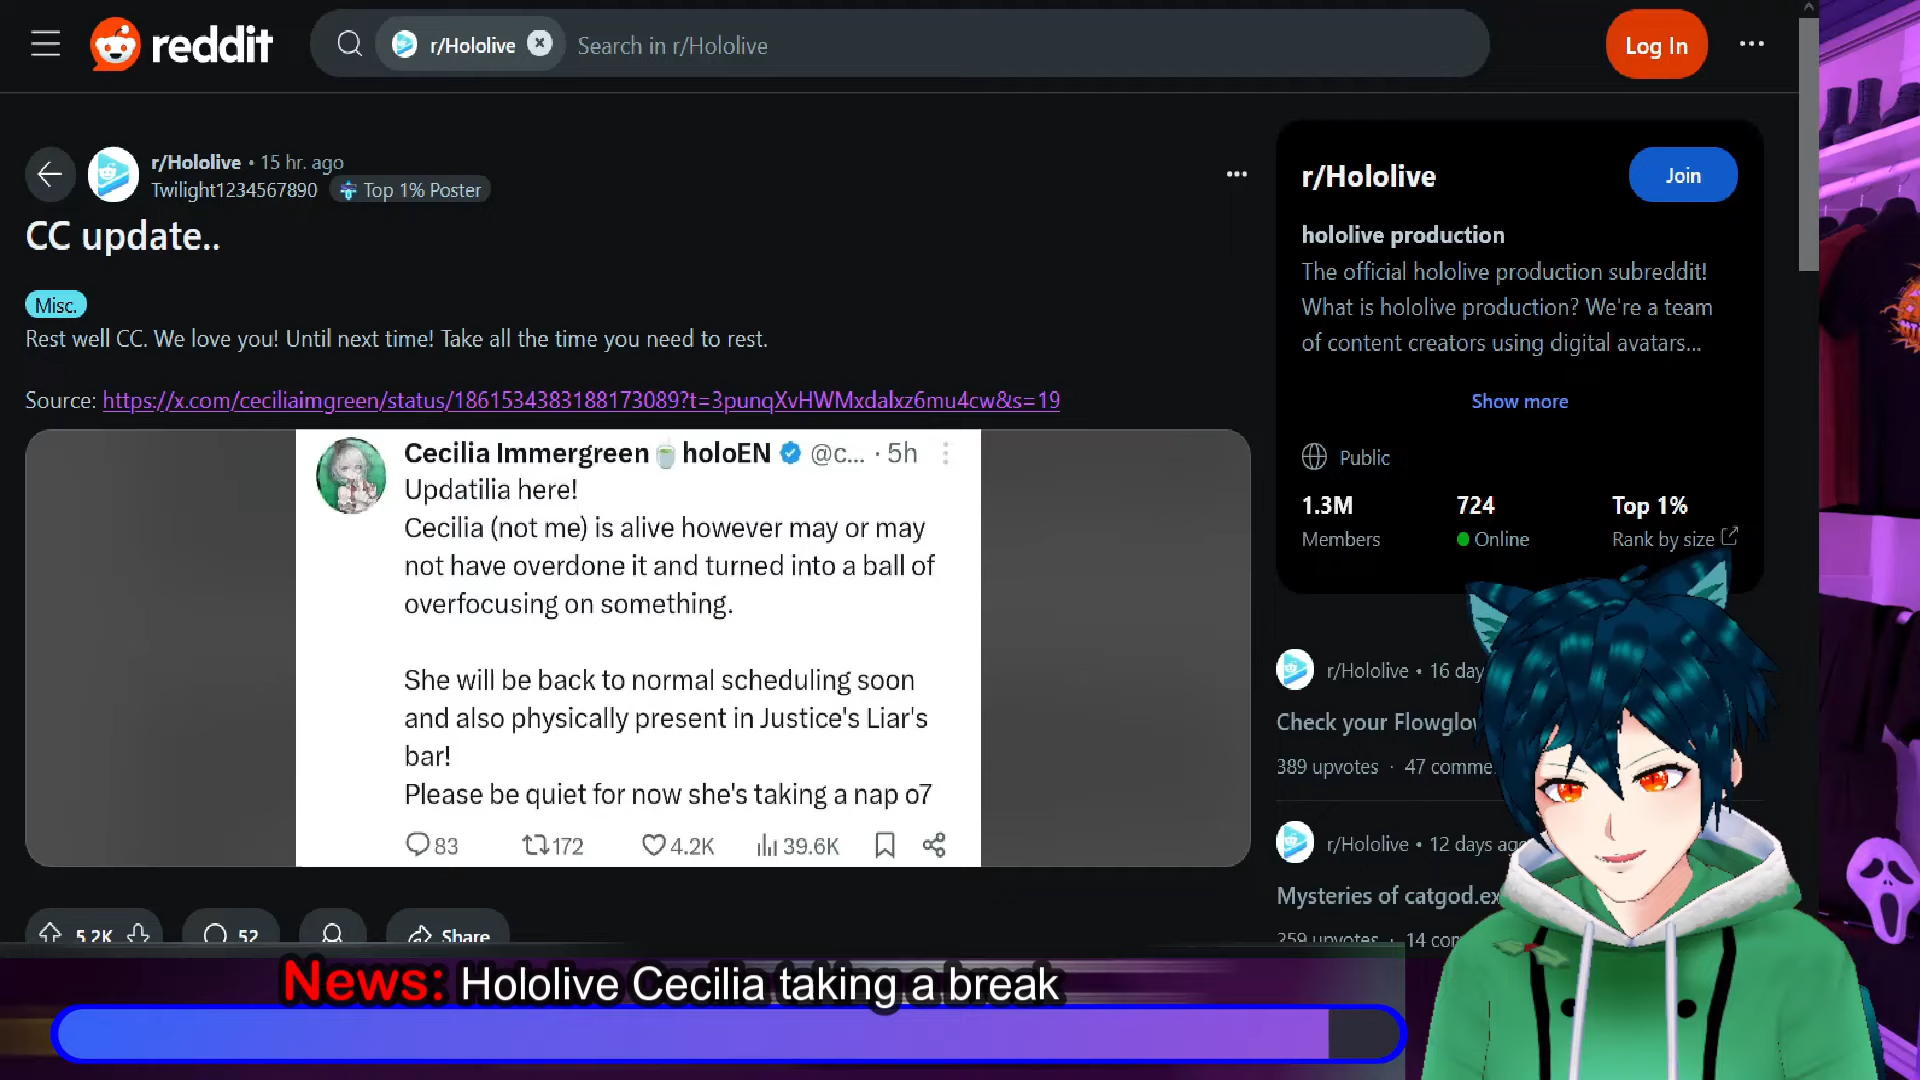 reddit
r/Hololive
Search in r/Hololive
Log In
r/Hololive • 15 hr. ago
Twilight1234567890
Top 1% Poster
CC update..
Misc.
Rest well CC. We love you! Until next time! Take all the time you need to rest.
Source: https://x.com/ceciliaimgreen/status/1861534383188173089?t=3punqXvHWMxdalxz6mu4cw&s=19
Cecilia Immergreen🍵holoEN @c... · 5h
Updatilia here!
Cecilia (not me) is alive however may or may
not have overdone it and turned into a ball of
overfocusing on something.
She will be back to normal scheduling soon
and also physically present in Justice's Liar's
bar!
Please be quiet for now she's taking a nap o7
83
172
4.2K
39.6K
5.2K
52
Share
r/Hololive
Join
hololive production
The official hololive production subreddit!
What is hololive production? We're a team
of content creators using digital avatars...
Show more
Public
1.3M
Members
724
Online
Top 1%
Rank by size
r/Hololive • 16 day
Check your Flowglo
389 upvotes · 47 comme
r/Hololive • 12 days ago
Mysteries of catgod.ex
259 upvotes · 14 com
News: Hololive Cecilia taking a break